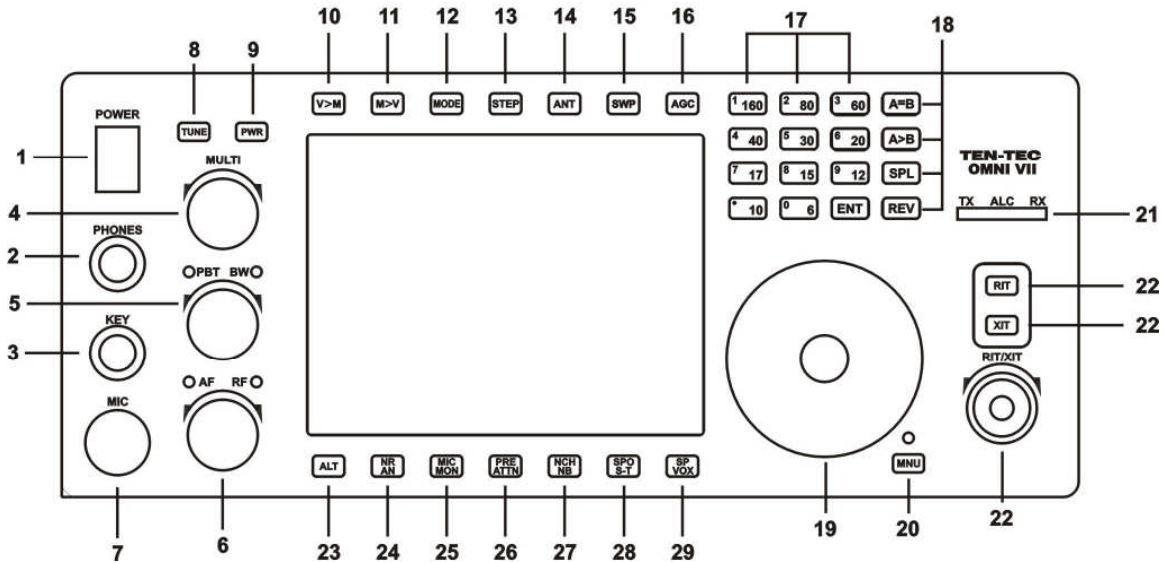 10 11 12 13 14 15 16 17 18
8 9
V>M M>V MODE STEP ANT SWP AGC
1 160 2 80 3 60 A=B
POWER
TUNE PWR
4 40 5 30 6 20 A>B
1
MULTI
7 17 8 15 9 12 SPL
TEN-TEC
OMNI VII
4
• 10 0 6 ENT REV
TX ALC RX
21
PHONES
2
PBT BW
5
RIT
22
KEY
3
XIT
22
RIT/XIT
AF RF
MIC
ALT
NR
AN
MIC
MON
PRE
ATTN
NCH
NB
SPO
S-T
SP
VOX
MNU
7 6 23 24 25 26 27 28 29 19 20 22